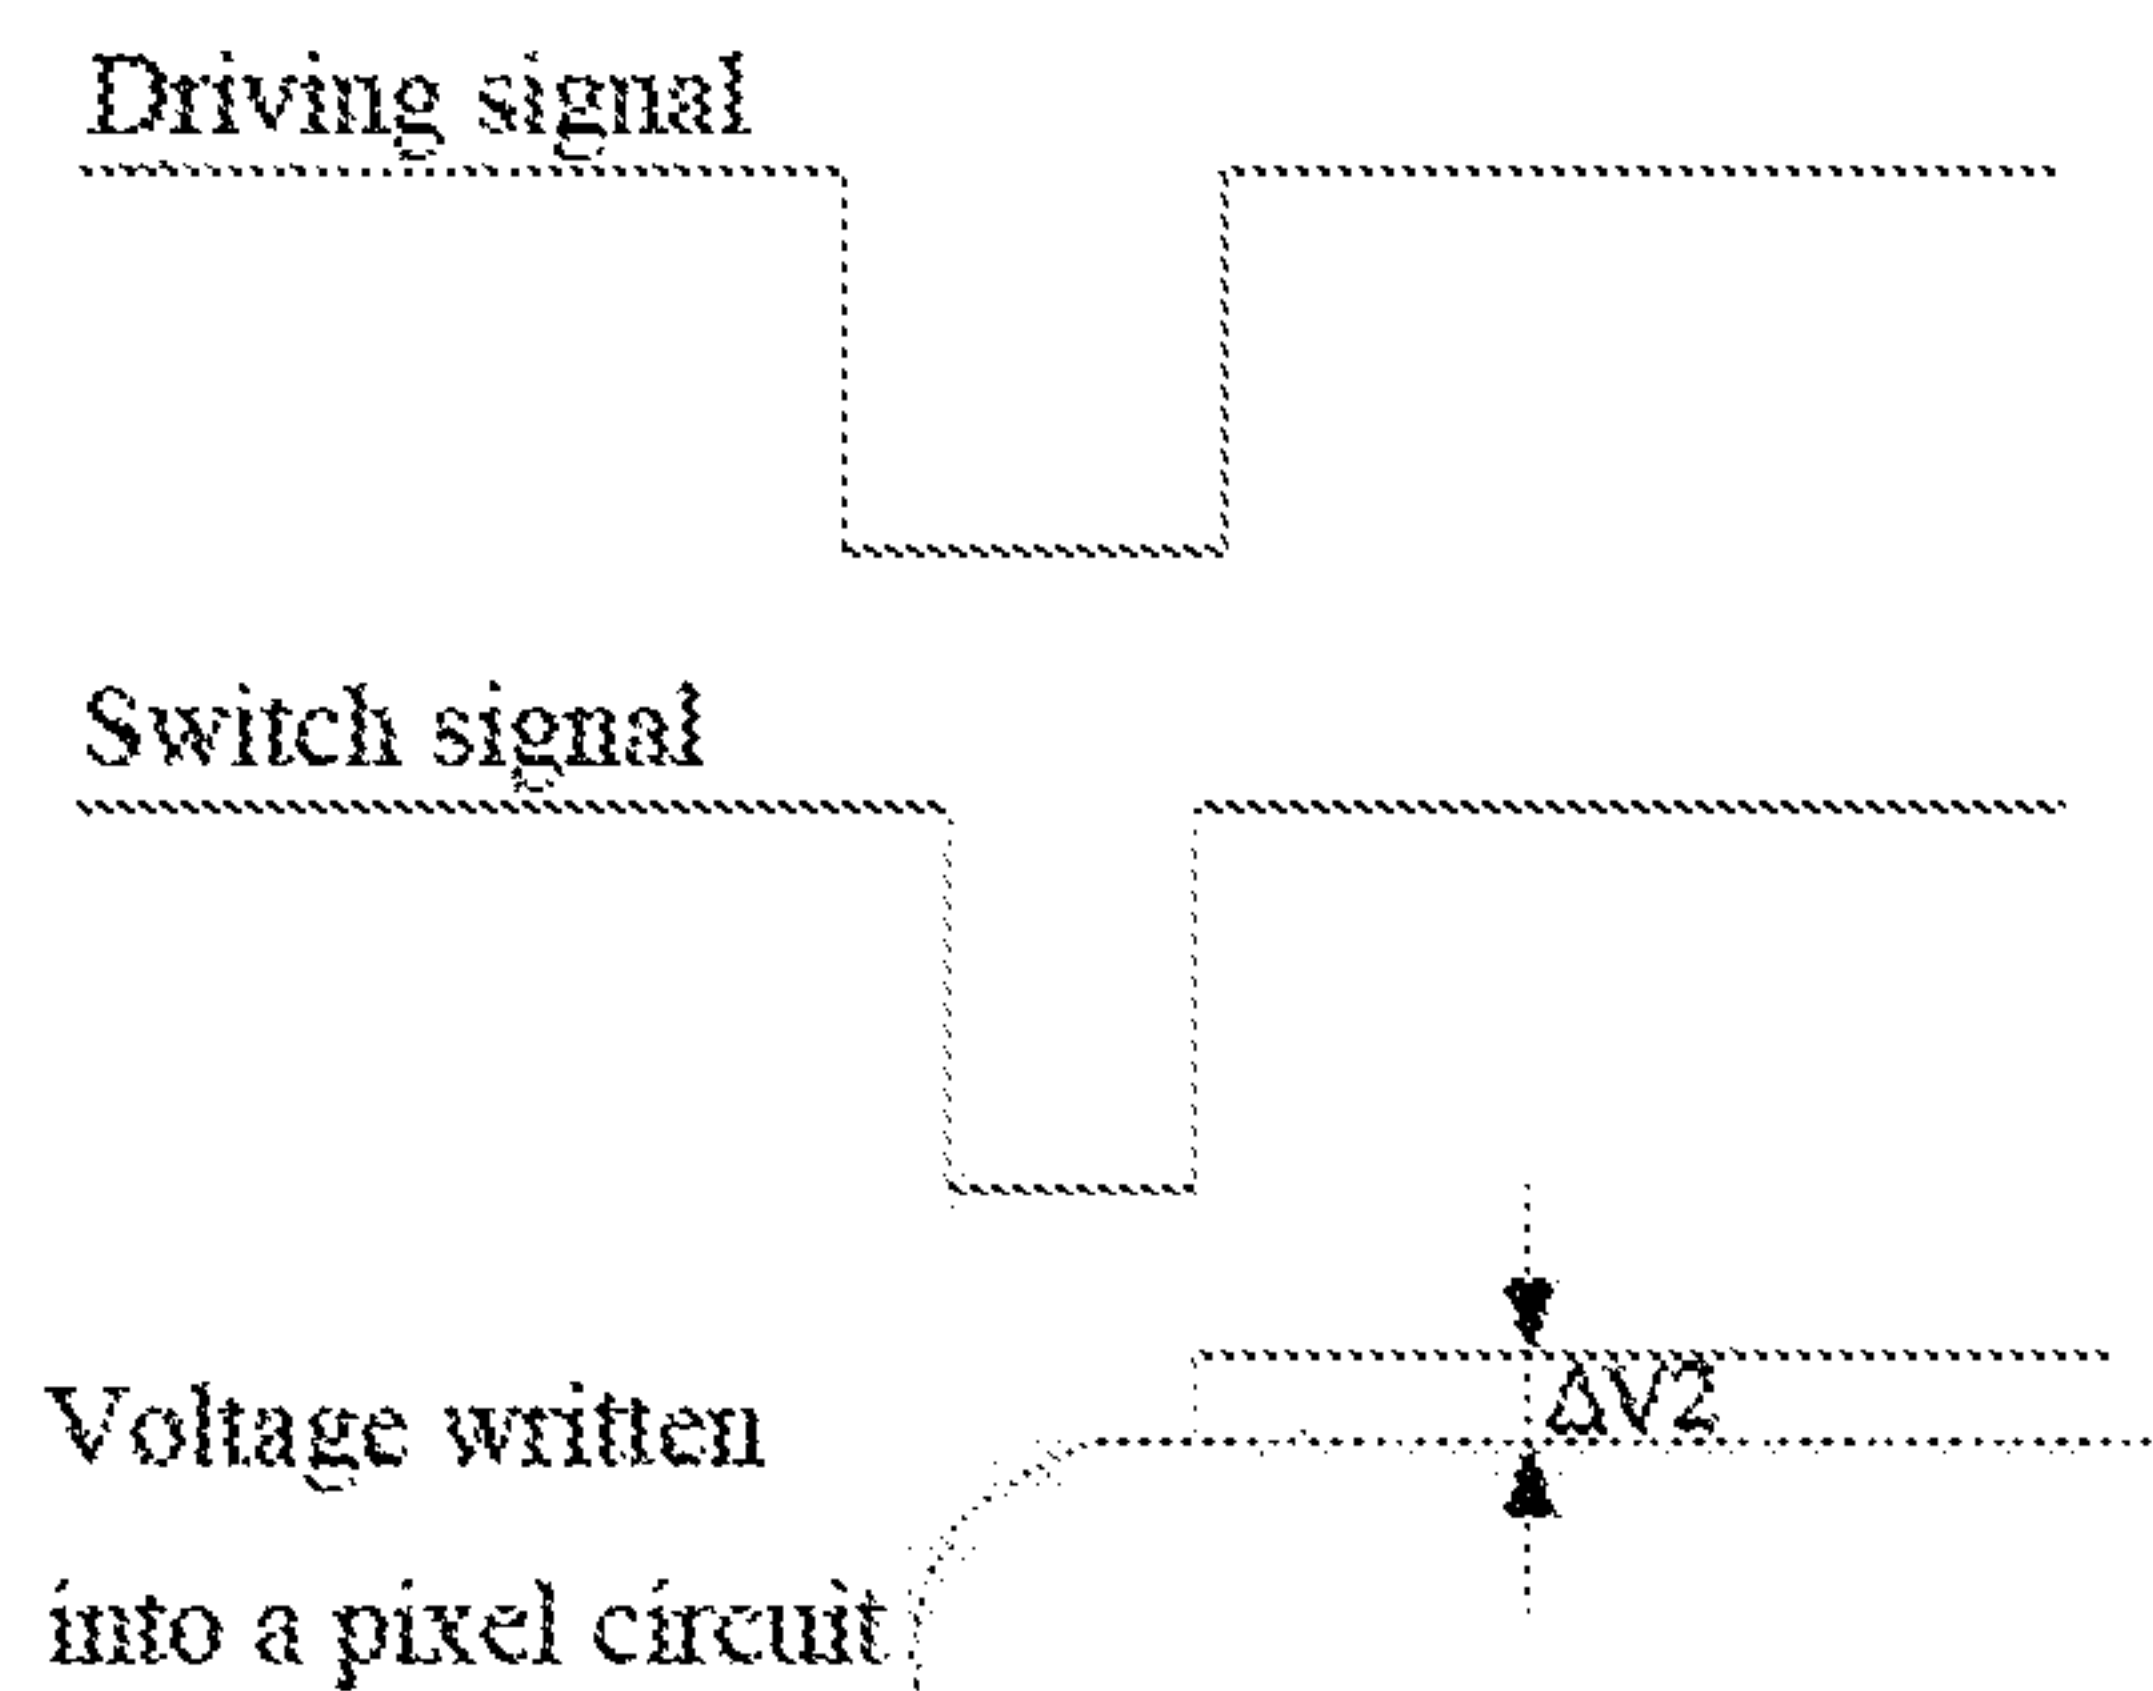 Driving signal
Switch signal
ΔV2
Voltage written
into a pixel circuit